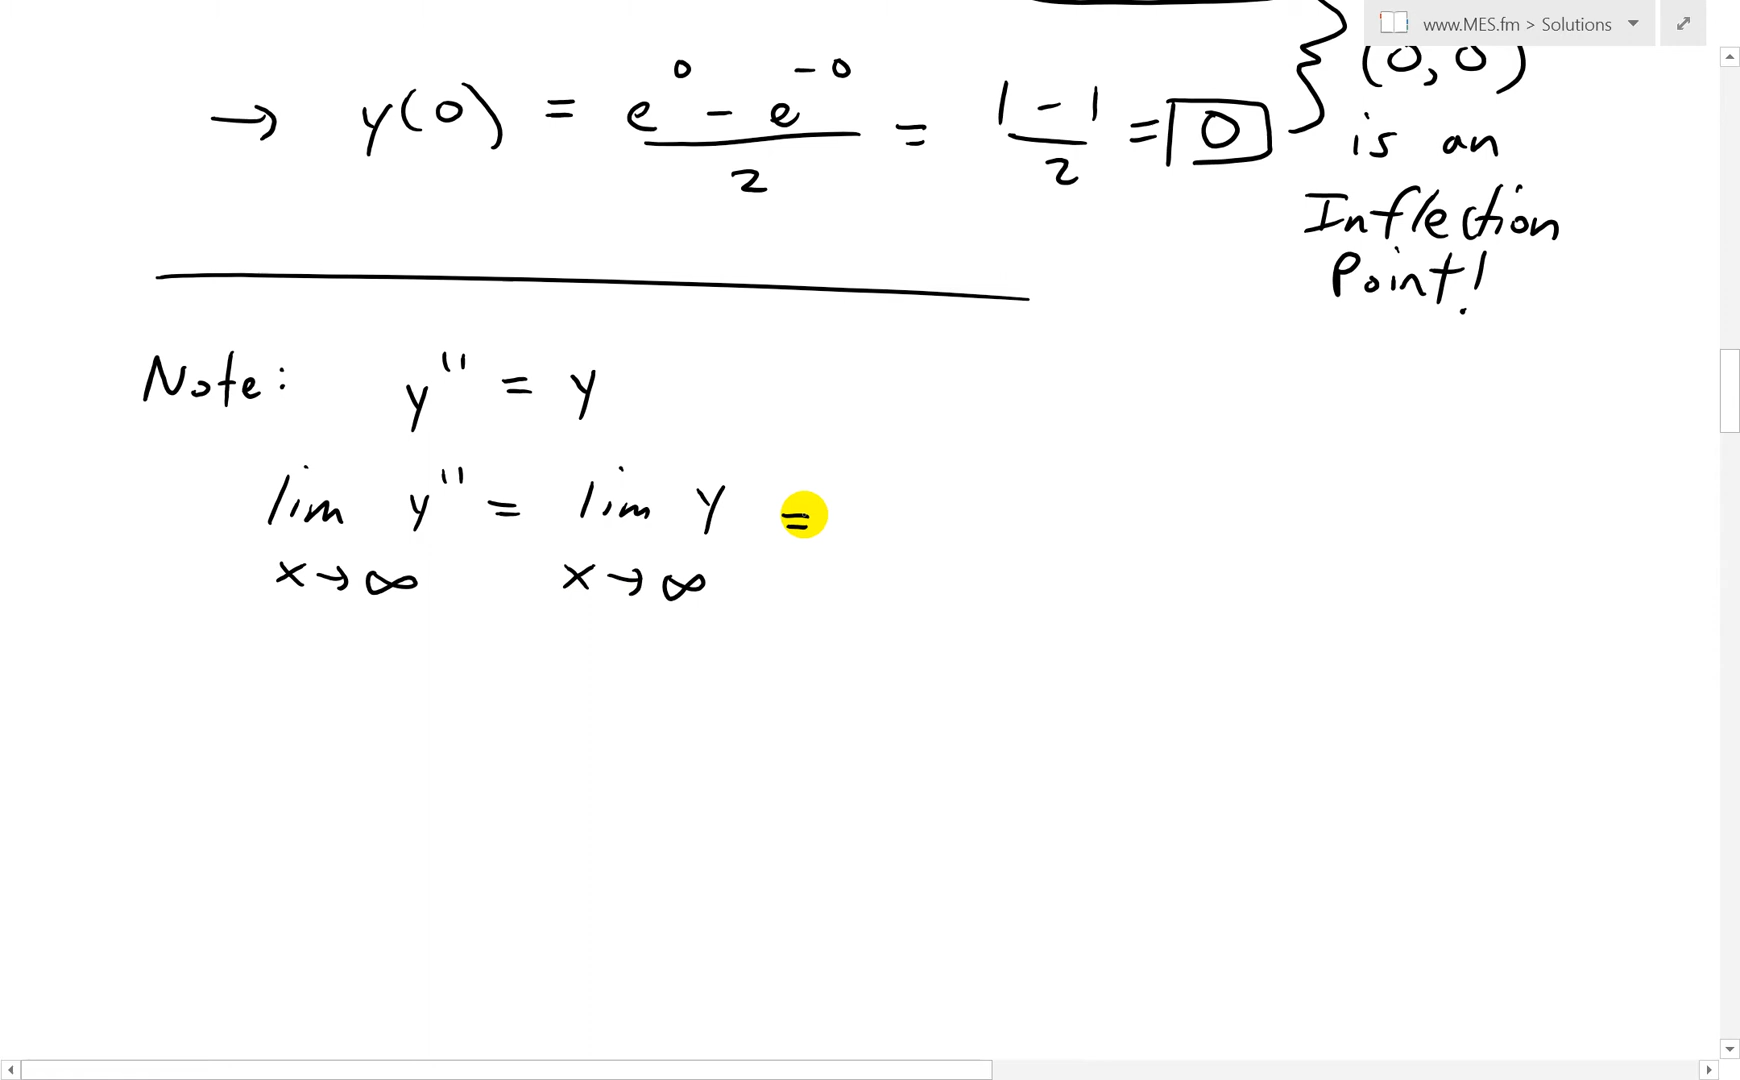 www.MES.fm > Solutions
(0,0)
→ y(0) = e^0 - e^-0 / 2 = 1 - 1 / 2 = 0
is an
Inflection
Point!
Note: y'' = y
lim y'' = lim y =
x→∞ x→∞